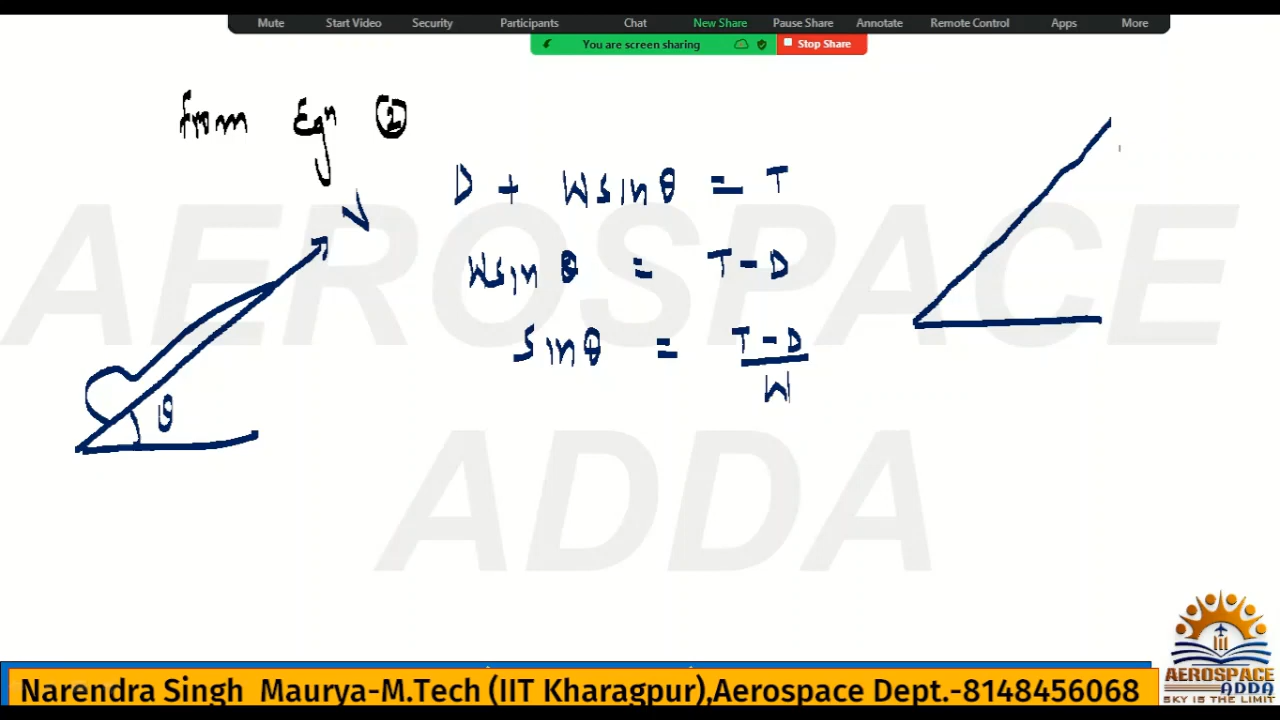 Mute Start Video Security Participants Chat New Share Pause Share Annotate Remote Control Apps More
You are screen sharing Stop Share
from Eqn ②
V
D + W sin θ = T
W sin θ = T - D
sin θ = T - D
W
θ
AEROSPACE
ADDA
Narendra Singh Maurya-M.Tech (IIT Kharagpur),Aerospace Dept.-8148456068
AEROSPACE
ADDA
SKY IS THE LIMIT